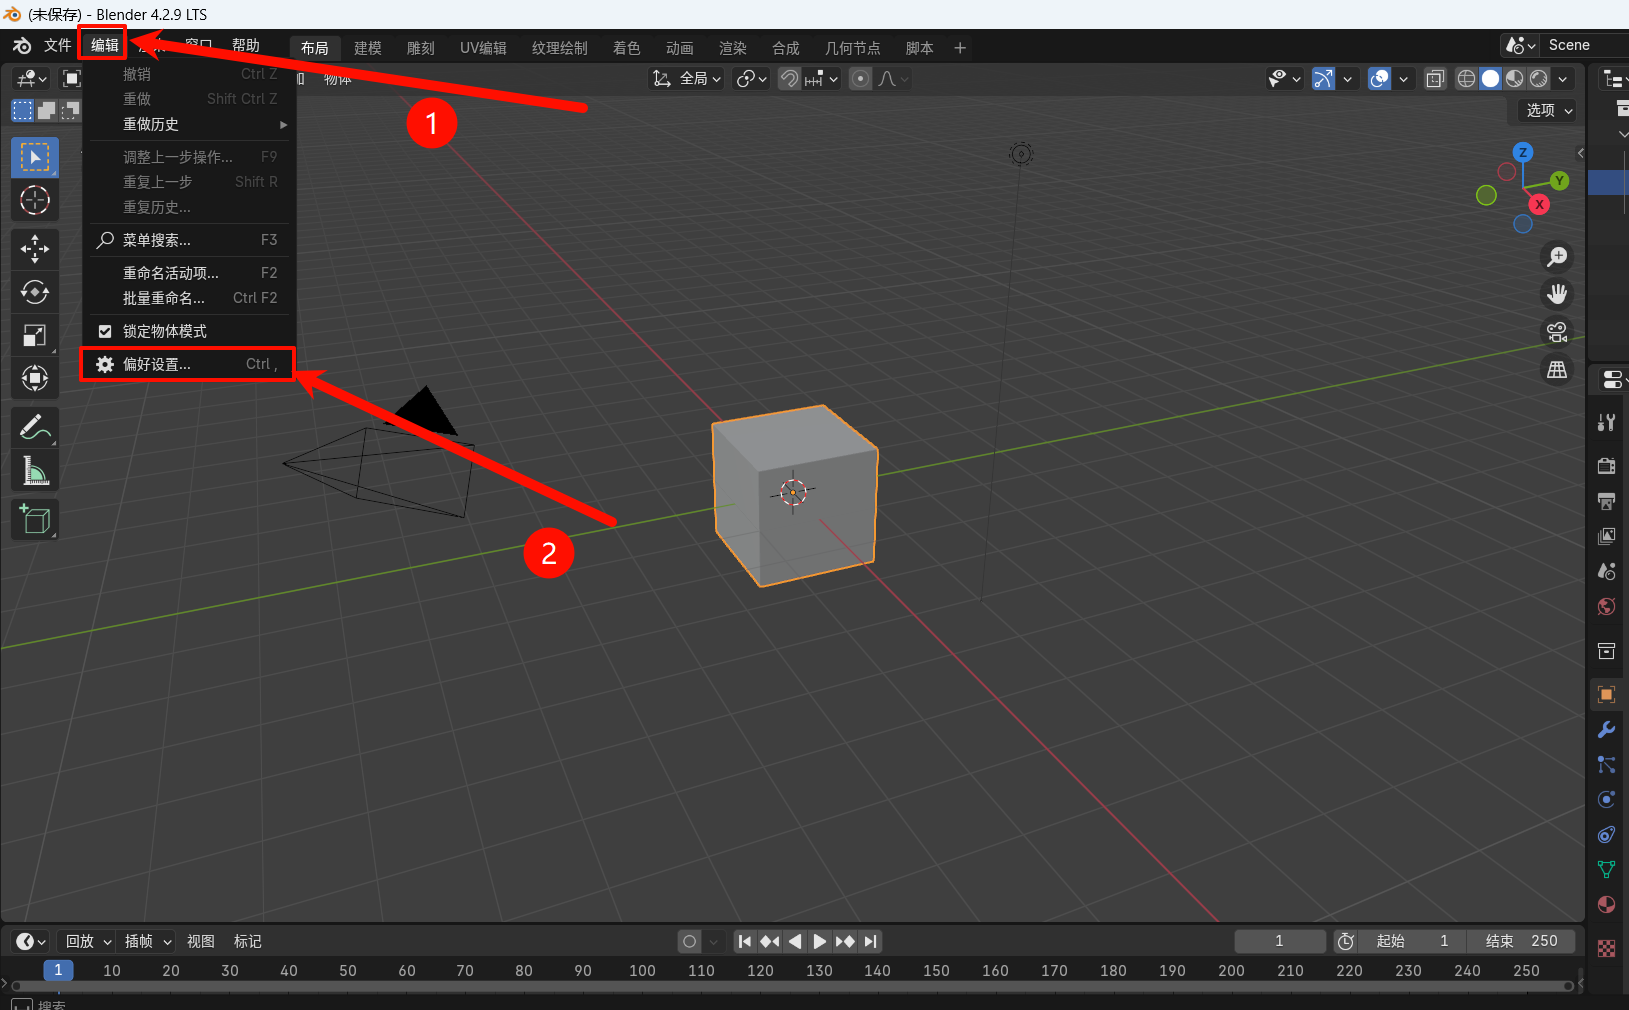 (未保存) - Blender 4.2.9 LTS
文件 编辑 窗口 帮助 布局 建模 雕刻 UV编辑 纹理绘制 着色 动画 渲染 合成 几何节点 脚本 + Scene
撤销 Ctrl Z
物体 全局
重做 Shift Ctrl Z
重做历史
选项
1
调整上一步操作... F9
重复上一步 Shift R
重复历史...
菜单搜索... F3
重命名活动项... F2
批量重命名... Ctrl F2
锁定物体模式
偏好设置... Ctrl ,
Z
Y
X
2
回放 插帧 视图 标记 1 起始 1 结束 250
1 10 20 30 40 50 60 70 80 90 100 110 120 130 140 150 160 170 180 190 200 210 220 230 240 250
搜索